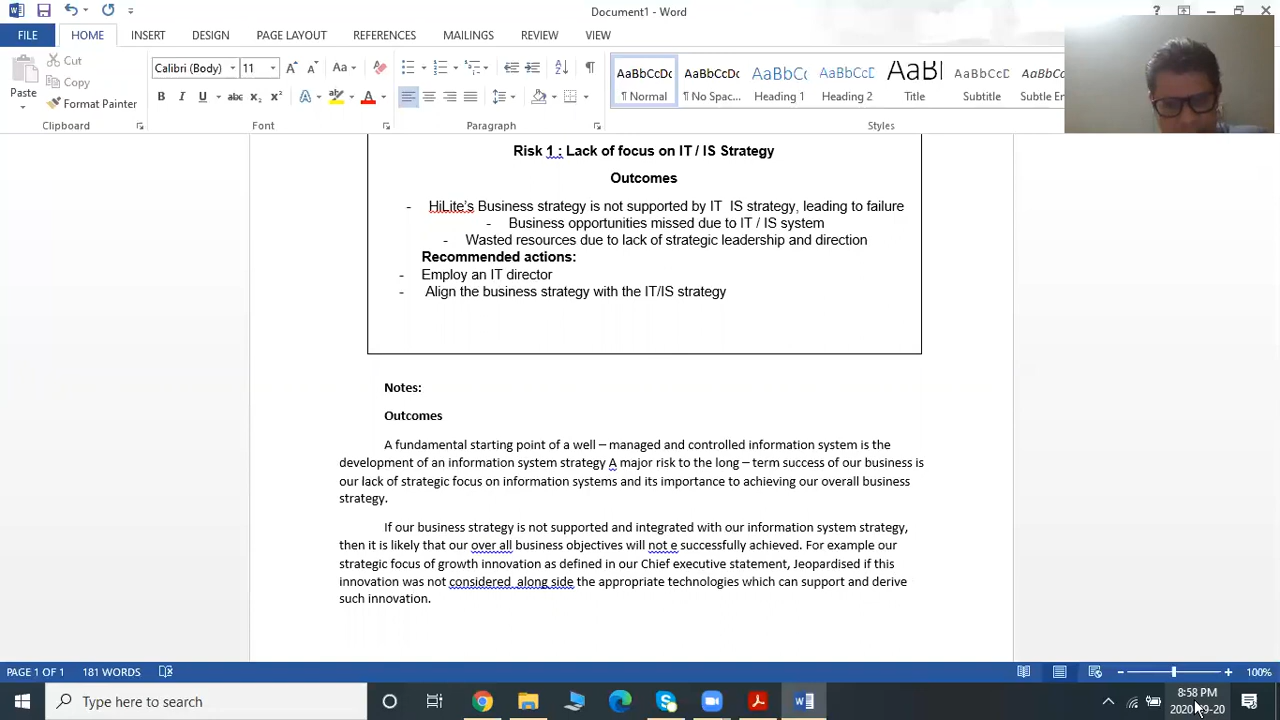 Document1 - Word
FILE HOME INSERT DESIGN PAGE LAYOUT REFERENCES MAILINGS REVIEW VIEW
Cut
Copy
Format Painter
Paste
Clipboard
Calibri (Body) 11
Font
Paragraph
AaBbCcDc AaBbCcDc AaBbCc AaBbCcD AaBl AaBbCcD AaBbCcD
¶ Normal ¶ No Spac... Heading 1 Heading 2 Title Subtitle Subtle En
Styles
Risk 1 : Lack of focus on IT / IS Strategy
Outcomes
- HiLite's Business strategy is not supported by IT IS strategy, leading to failure
- Business opportunities missed due to IT / IS system
- Wasted resources due to lack of strategic leadership and direction
Recommended actions:
- Employ an IT director
- Align the business strategy with the IT/IS strategy
Notes:
Outcomes
A fundamental starting point of a well – managed and controlled information system is the
development of an information system strategy A major risk to the long – term success of our business is
our lack of strategic focus on information systems and its importance to achieving our overall business
strategy.
If our business strategy is not supported and integrated with our information system strategy,
then it is likely that our over all business objectives will not e successfully achieved. For example our
strategic focus of growth innovation as defined in our Chief executive statement, Jeopardised if this
innovation was not considered along side the appropriate technologies which can support and derive
such innovation.
PAGE 1 OF 1 181 WORDS 100%
Type here to search
8:58 PM
2020-09-20